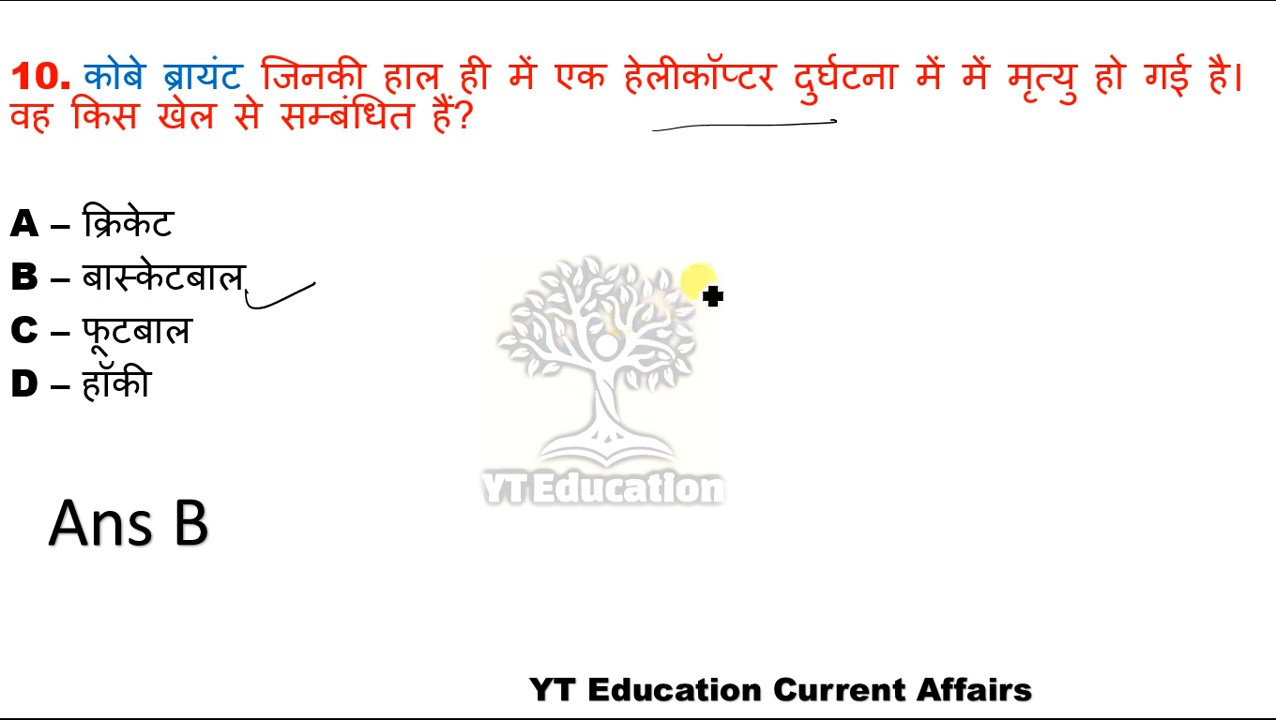 10. कोबे ब्रायंट जिनकी हाल ही में एक हेलीकॉप्टर दुर्घटना में में मृत्यु हो गई है।
वह किस खेल से सम्बंधित हैं?
A – क्रिकेट
B – बास्केटबाल
C – फूटबाल
D – हॉकी
YT Education
Ans B
YT Education Current Affairs